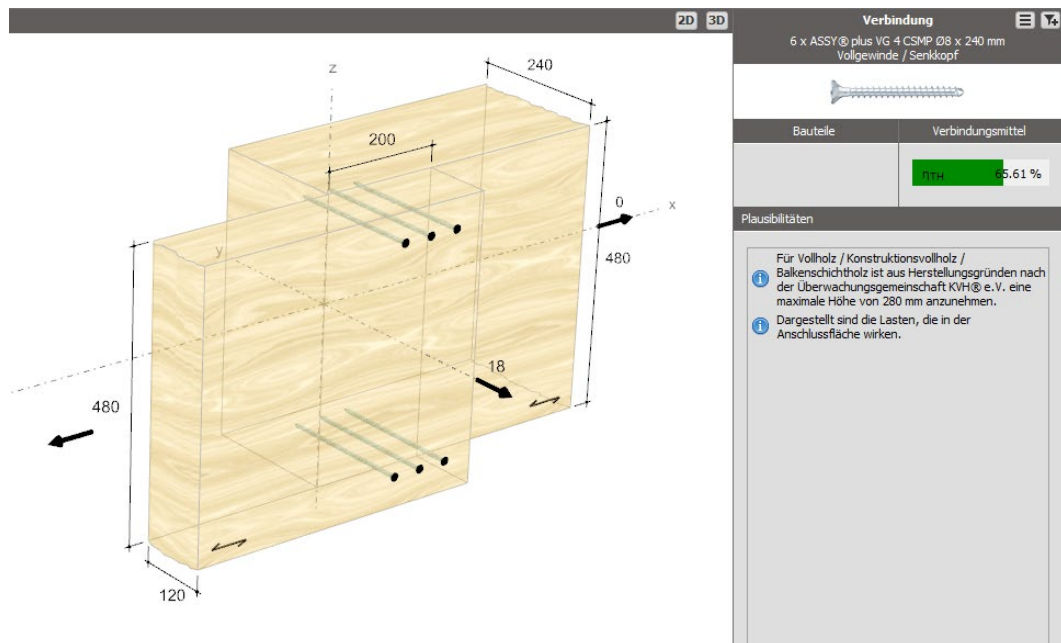 2D 3D
z
240
200
0
x
480
y
18
480
120
Verbindung
6 x ASSY® plus VG 4 CSMP Ø8 x 240 mm
Vollgewinde / Senkkopf
Bauteile Verbindungsmittel
ηTH 65.61 %
Plausibilitäten
Für Vollholz / Konstruktionsvollholz /
Balkenschichtholz ist aus Herstellungsgründen nach
der Überwachungsgemeinschaft KVH® e.V. eine
maximale Höhe von 280 mm anzunehmen.
Dargestellt sind die Lasten, die in der
Anschlussfläche wirken.